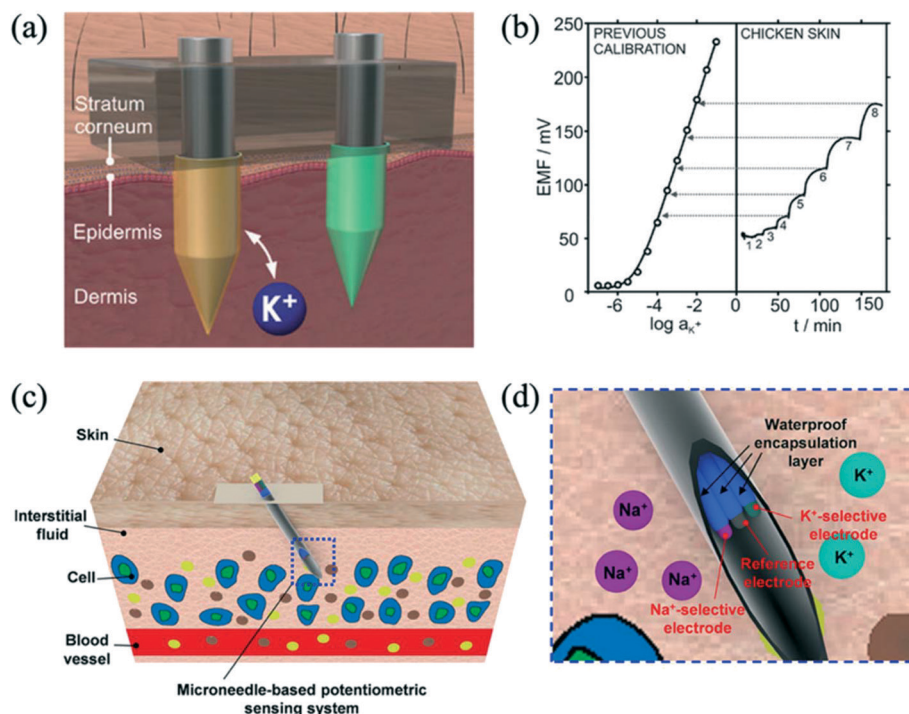 (a)
Stratum
corneum
Epidermis
Dermis
K+
(b)
PREVIOUS
CALIBRATION
CHICKEN SKIN
EMF / mV
250
200
150
100
50
0
1
2
3
4
5
6
7
8
-6
-4
-2
0
50
100
150
log aK+
t / min
(c)
Skin
Interstitial
fluid
Cell
Blood
vessel
Microneedle-based potentiometric
sensing system
(d)
Waterproof
encapsulation
layer
K+
Na+
K+-selective
electrode
Na+
Na+
K+
Reference
electrode
Na+-selective
electrode